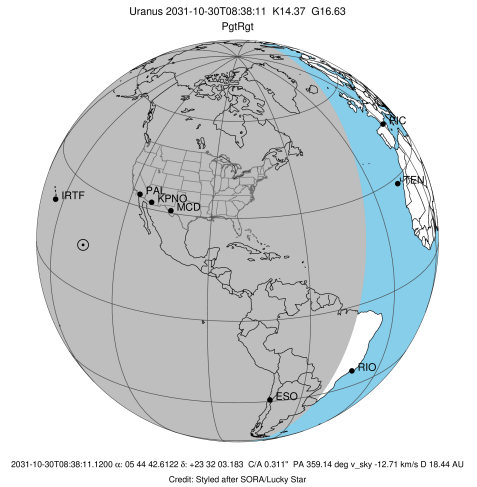 Uranus 2031-10-30T08:38:11 K14.37 G16.63
PgtRgt
PIC
TEN
IRTF
PAL
KPNO
MCD
RIO
ESO
2031-10-30T08:38:11.1200 α: 05 44 42.6122 δ: +23 32 03.183 C/A 0.311" PA 359.14 deg v_sky -12.71 km/s D 18.44 AU
Credit: Styled after SORA/Lucky Star